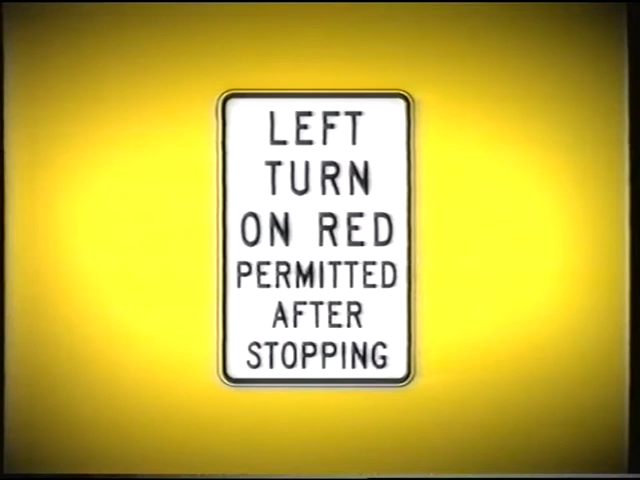 LEFT
TURN
ON RED
PERMITTED
AFTER
STOPPING